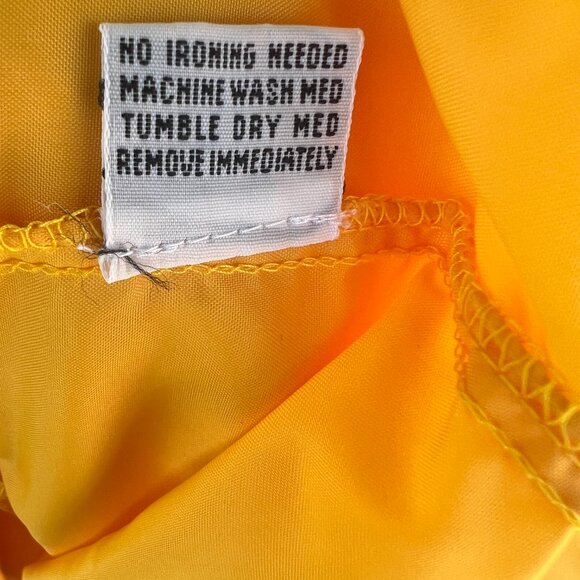 NO IRONING NEEDED
MACHINE WASH MED
TUMBLE DRY MED
REMOVE IMMEDIATELY